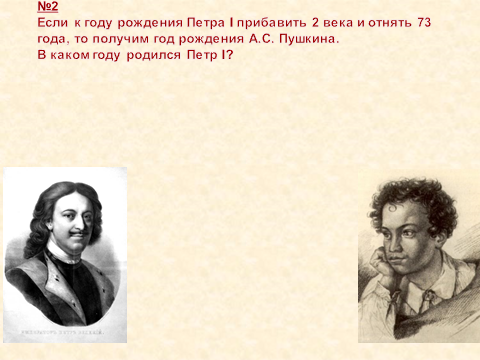 №2
Если к году рождения Петра I прибавить 2 века и отнять 73
года, то получим год рождения А.С. Пушкина.
В каком году родился Петр I?